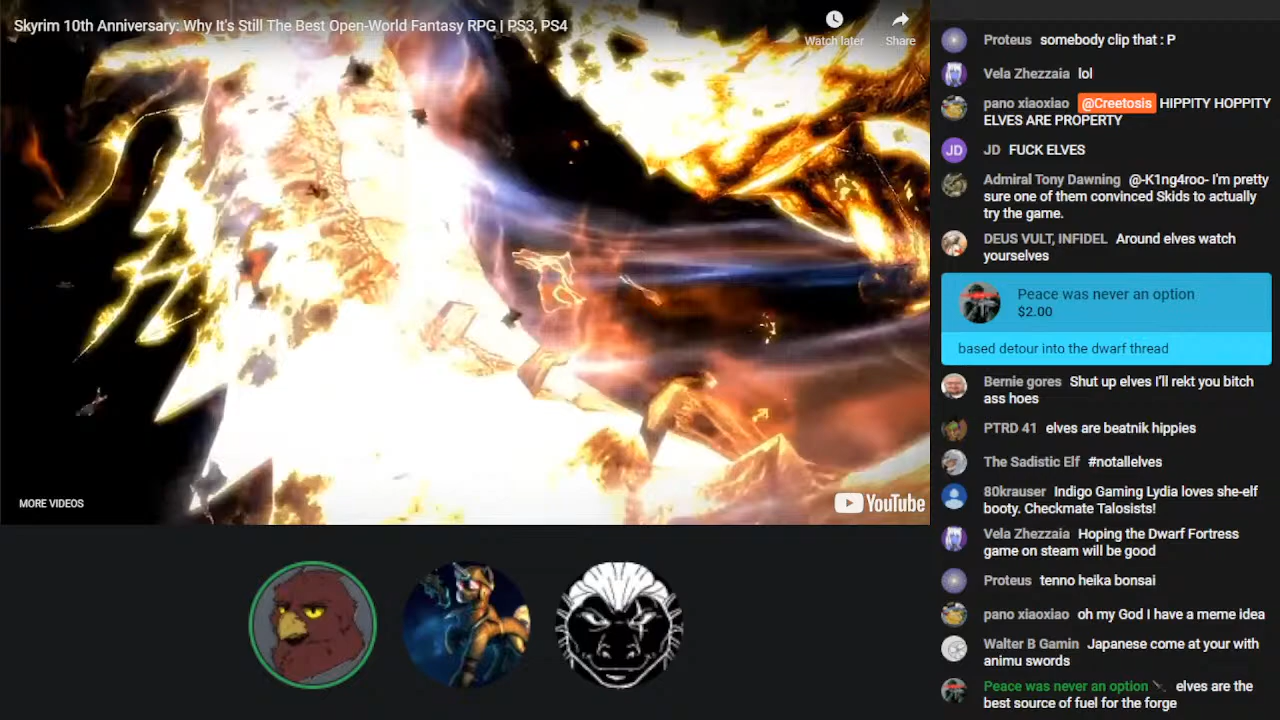 Skyrim 10th Anniversary: Why It's Still The Best Open-World Fantasy RPG | PS3, PS4
Watch later
Share
MORE VIDEOS
YouTube
Proteus somebody clip that : P
Vela Zhezzaia lol
pano xiaoxiao @Creetosis HIPPITY HOPPITY
ELVES ARE PROPERTY
JD JD FUCK ELVES
Admiral Tony Dawning @-K1ng4roo- I'm pretty
sure one of them convinced Skids to actually
try the game.
DEUS VULT, INFIDEL Around elves watch
yourselves
Peace was never an option
$2.00
based detour into the dwarf thread
Bernie gores Shut up elves I'll rekt you bitch
ass hoes
PTRD 41 elves are beatnik hippies
The Sadistic Elf #notallelves
80krauser Indigo Gaming Lydia loves she-elf
booty. Checkmate Talosists!
Vela Zhezzaia Hoping the Dwarf Fortress
game on steam will be good
Proteus tenno heika bonsai
pano xiaoxiao oh my God I have a meme idea
Walter B Gamin Japanese come at your with
animu swords
Peace was never an option elves are the
best source of fuel for the forge